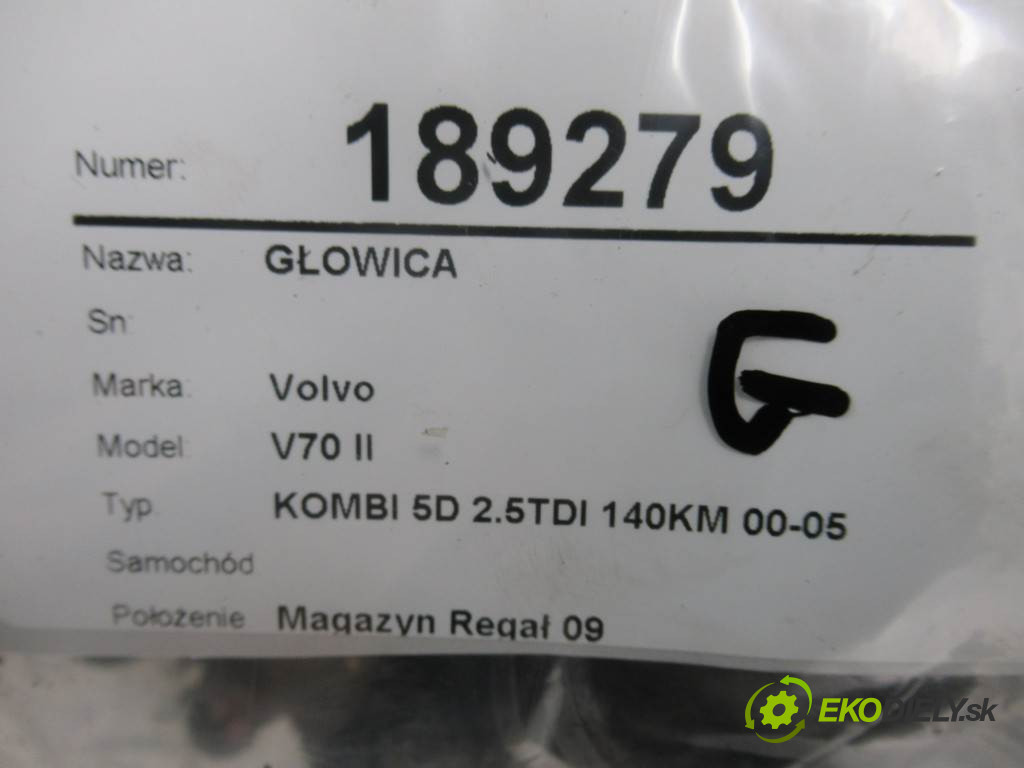 Numer: 189279
Nazwa: GŁOWICA
Sn:
Marka: Volvo
Model: V70 II
Typ KOMBI 5D 2.5TDI 140KM 00-05
Samochód
Położenie Magazyn Regał 09
G
EKODIELY.sk